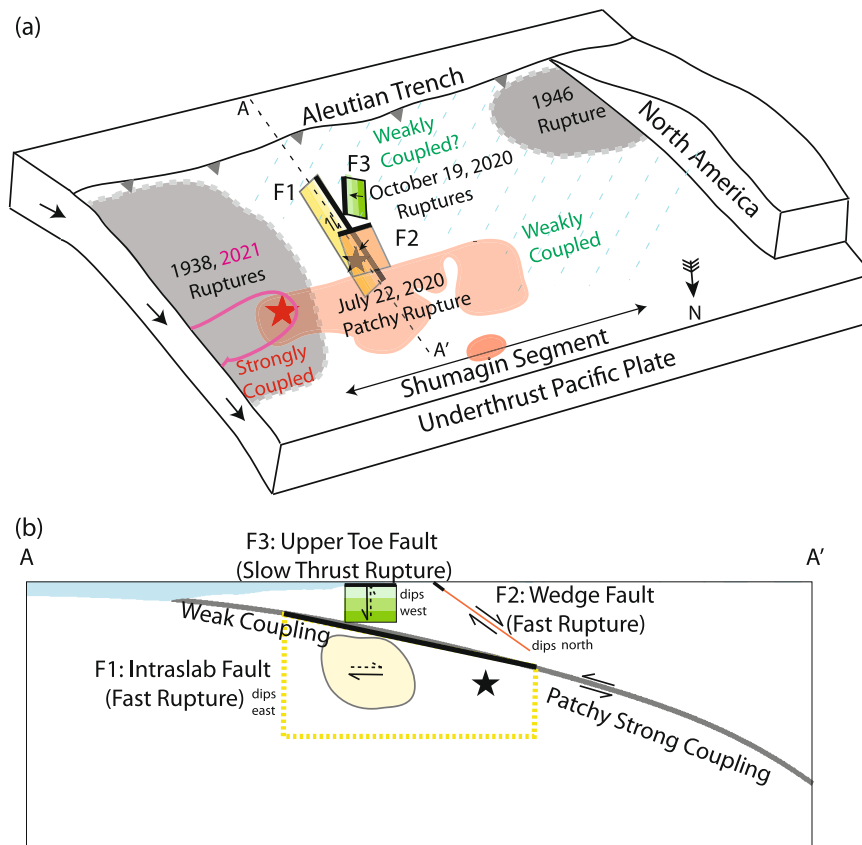 (a)
A
Aleutian Trench
Weakly
Coupled?
1946
Rupture
North America
F3
October 19, 2020
Ruptures
F1
F2
Weakly
Coupled
1938, 2021
Ruptures
July 22, 2020
Patchy Rupture
N
A'
Strongly
Coupled
Shumagin Segment
Underthrust Pacific Plate
(b)
A
A'
F3: Upper Toe Fault
(Slow Thrust Rupture)
dips
west
F2: Wedge Fault
(Fast Rupture)
dips north
Weak Coupling
F1: Intraslab Fault
(Fast Rupture)
dips
east
Patchy Strong Coupling